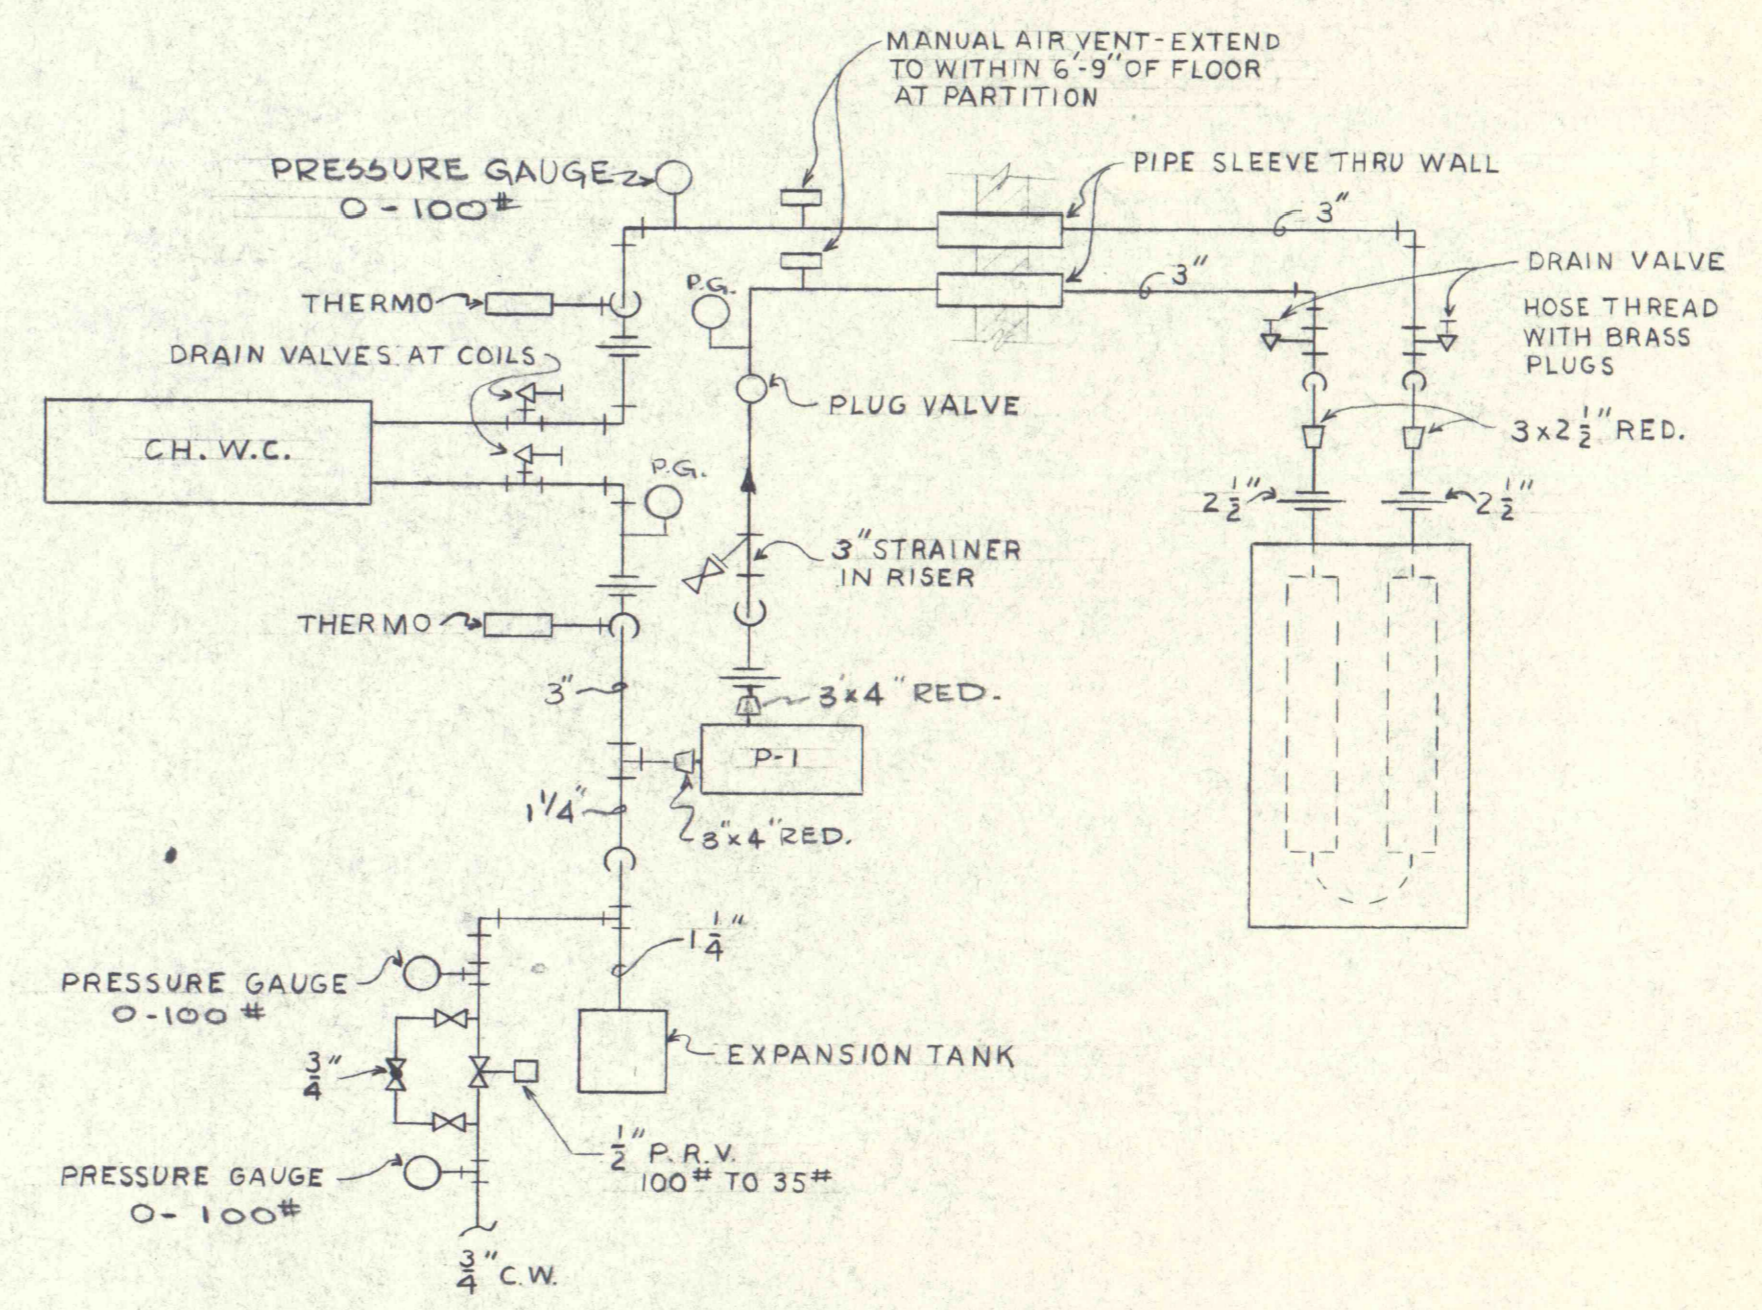 MANUAL AIR VENT-EXTEND
TO WITHIN 6'-9" OF FLOOR
AT PARTITION
PRESSURE GAUGE
0-100#
PIPE SLEEVE THRU WALL
3"
3"
DRAIN VALVE
HOSE THREAD
WITH BRASS
PLUGS
THERMO
P.G.
DRAIN VALVES AT COILS
PLUG VALVE
3x2 1/2" RED.
CH. W.C.
P.G.
2 1/2"
2 1/2"
3" STRAINER
IN RISER
THERMO
3"
3"x4" RED.
P-1
1 1/4"
3"x4" RED.
1 1/4"
PRESSURE GAUGE
0-100#
EXPANSION TANK
3/4"
1/2" P.R.V.
100# TO 35#
PRESSURE GAUGE
0-100#
3/4" C.W.